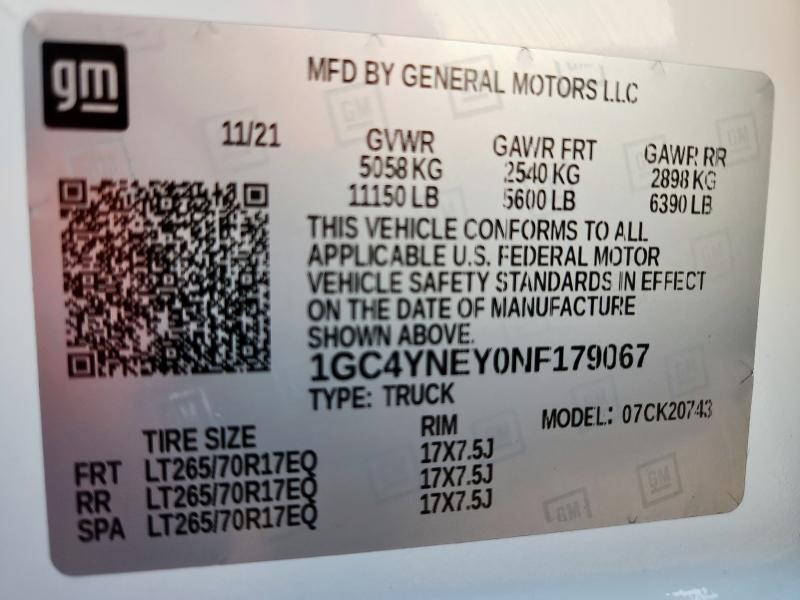 gm
MFD BY GENERAL MOTORS LLC
11/21 GVWR GAWR FRT GAWR RR
5058 KG 2540 KG 2898 KG
11150 LB 5600 LB 6390 LB
THIS VEHICLE CONFORMS TO ALL
APPLICABLE U.S. FEDERAL MOTOR
VEHICLE SAFETY STANDARDS IN EFFECT
ON THE DATE OF MANUFACTURE
SHOWN ABOVE.
1GC4YNEY0NF179067
TYPE: TRUCK MODEL: 07CK20743
TIRE SIZE RIM
FRT LT265/70R17EQ 17X7.5J
RR LT265/70R17EQ 17X7.5J
SPA LT265/70R17EQ 17X7.5J